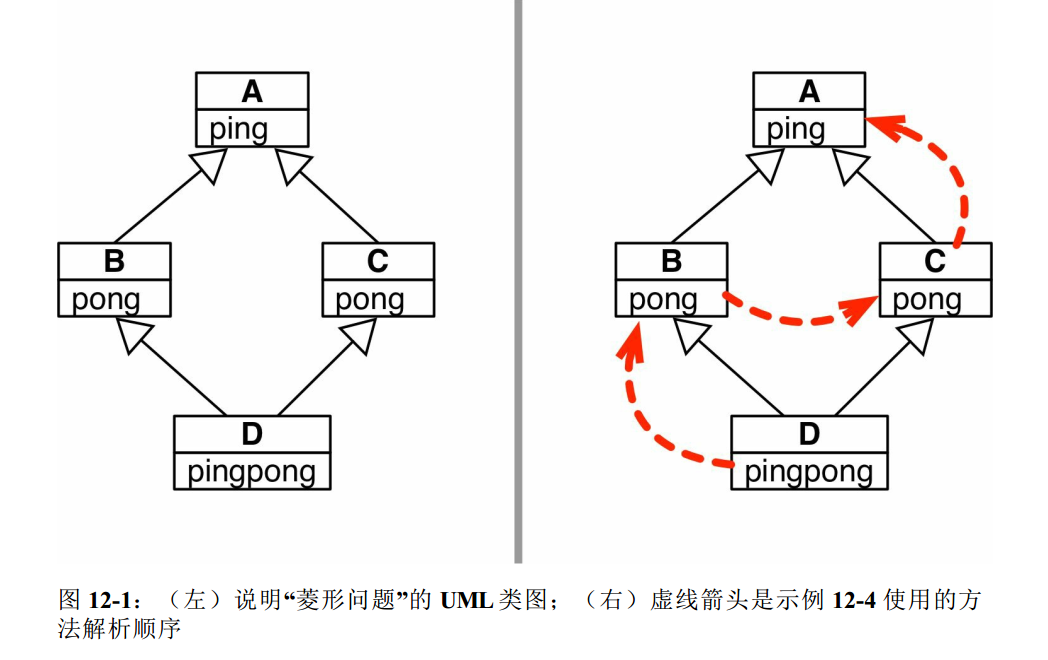 A
ping
B
pong
C
pong
D
pingpong
A
ping
B
pong
C
pong
D
pingpong
图 12-1：（左）说明“菱形问题”的 UML 类图；（右）虚线箭头是示例 12-4 使用的方
法解析顺序